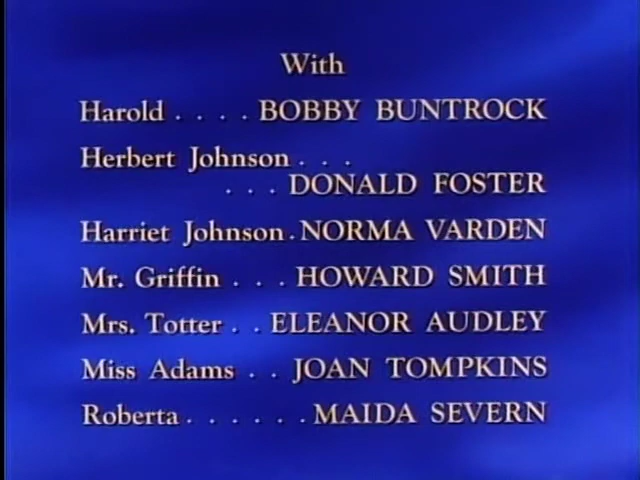 With
Harold . . . . BOBBY BUNTROCK
Herbert Johnson . . .
. . . DONALD FOSTER
Harriet Johnson . NORMA VARDEN
Mr. Griffin . . . HOWARD SMITH
Mrs. Totter . . ELEANOR AUDLEY
Miss Adams . . JOAN TOMPKINS
Roberta . . . . . . MAIDA SEVERN